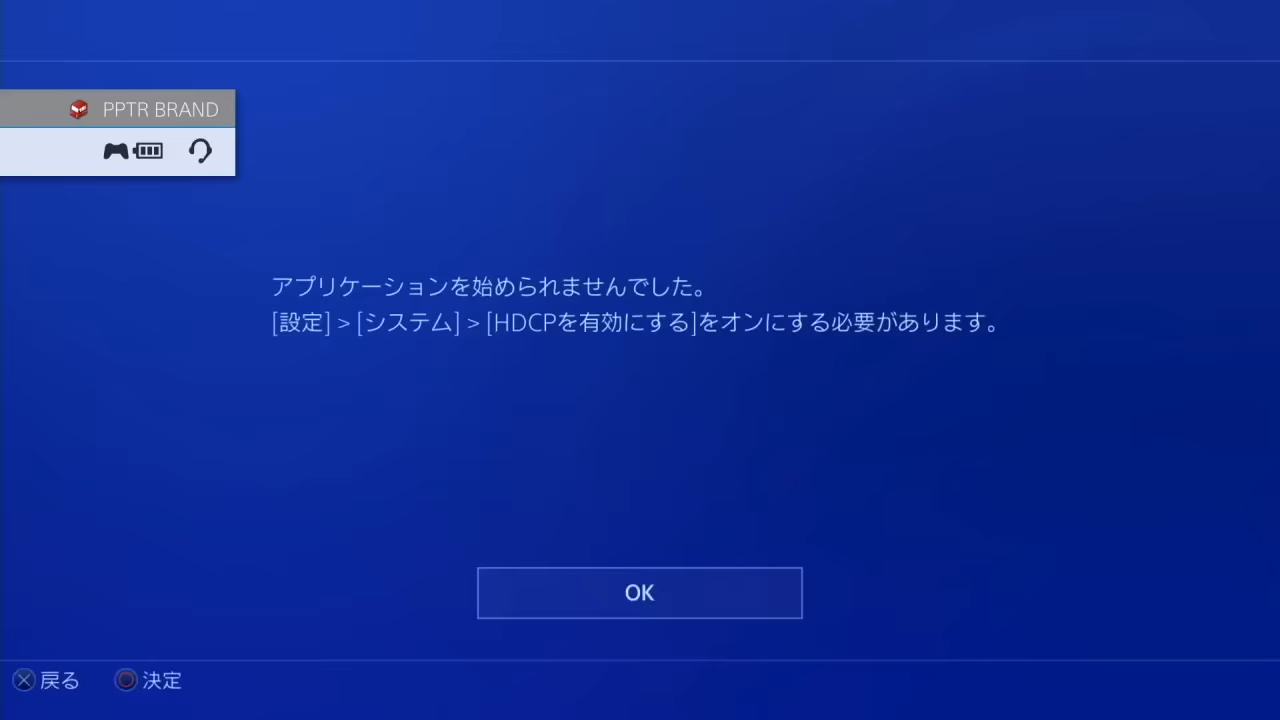 PPTR BRAND
アプリケーションを始められませんでした。
[設定] > [システム] > [HDCPを有効にする]をオンにする必要があります。
OK
戻る 決定